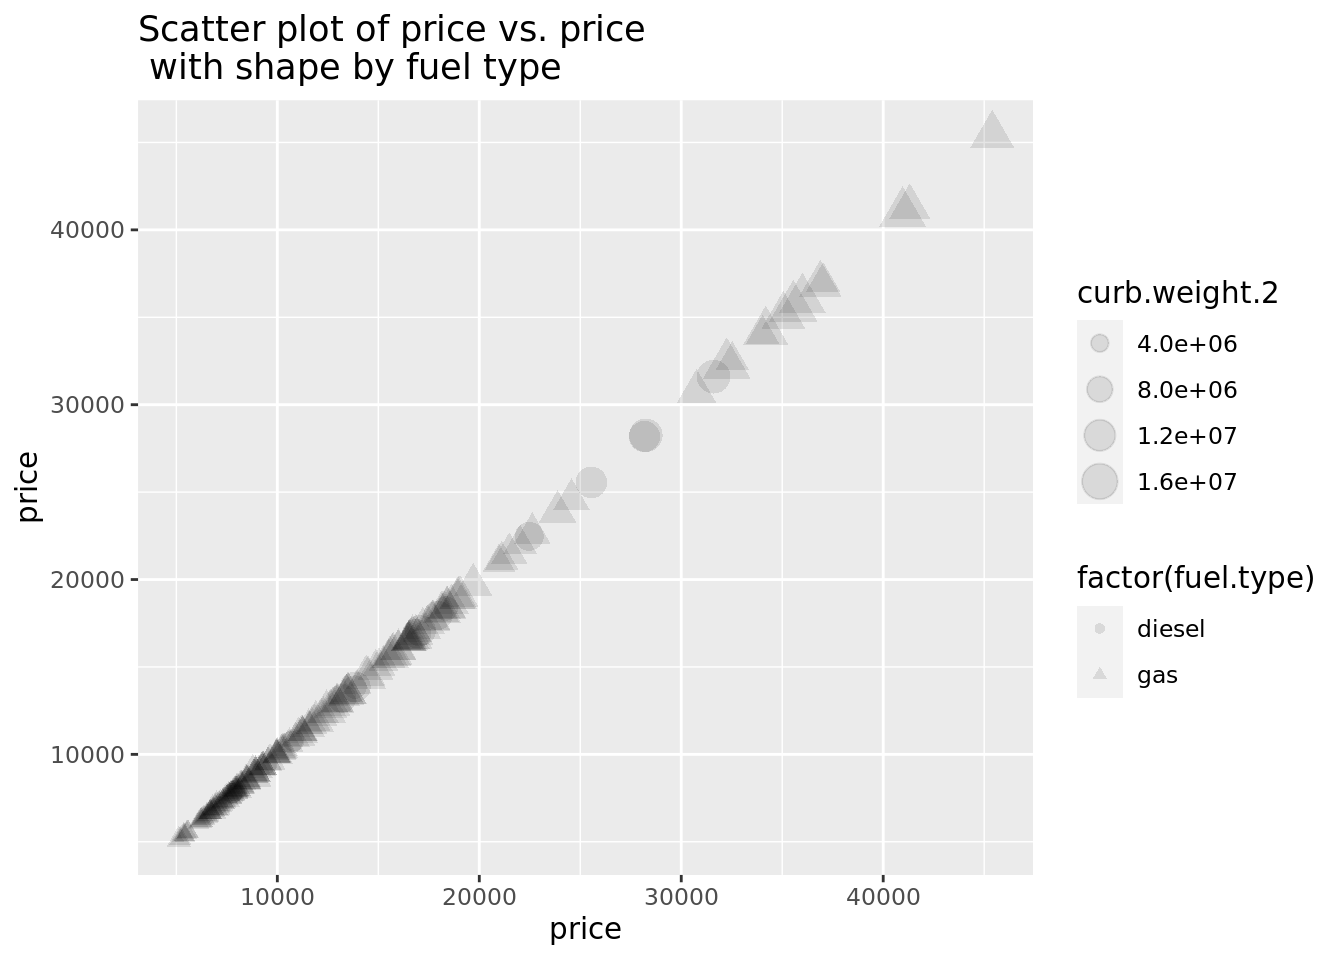 Scatter plot of price vs. price
with shape by fuel type
40000
30000
20000
10000
price
10000 20000 30000 40000
price
curb.weight.2
4.0e+06
8.0e+06
1.2e+07
1.6e+07
factor(fuel.type)
diesel
gas